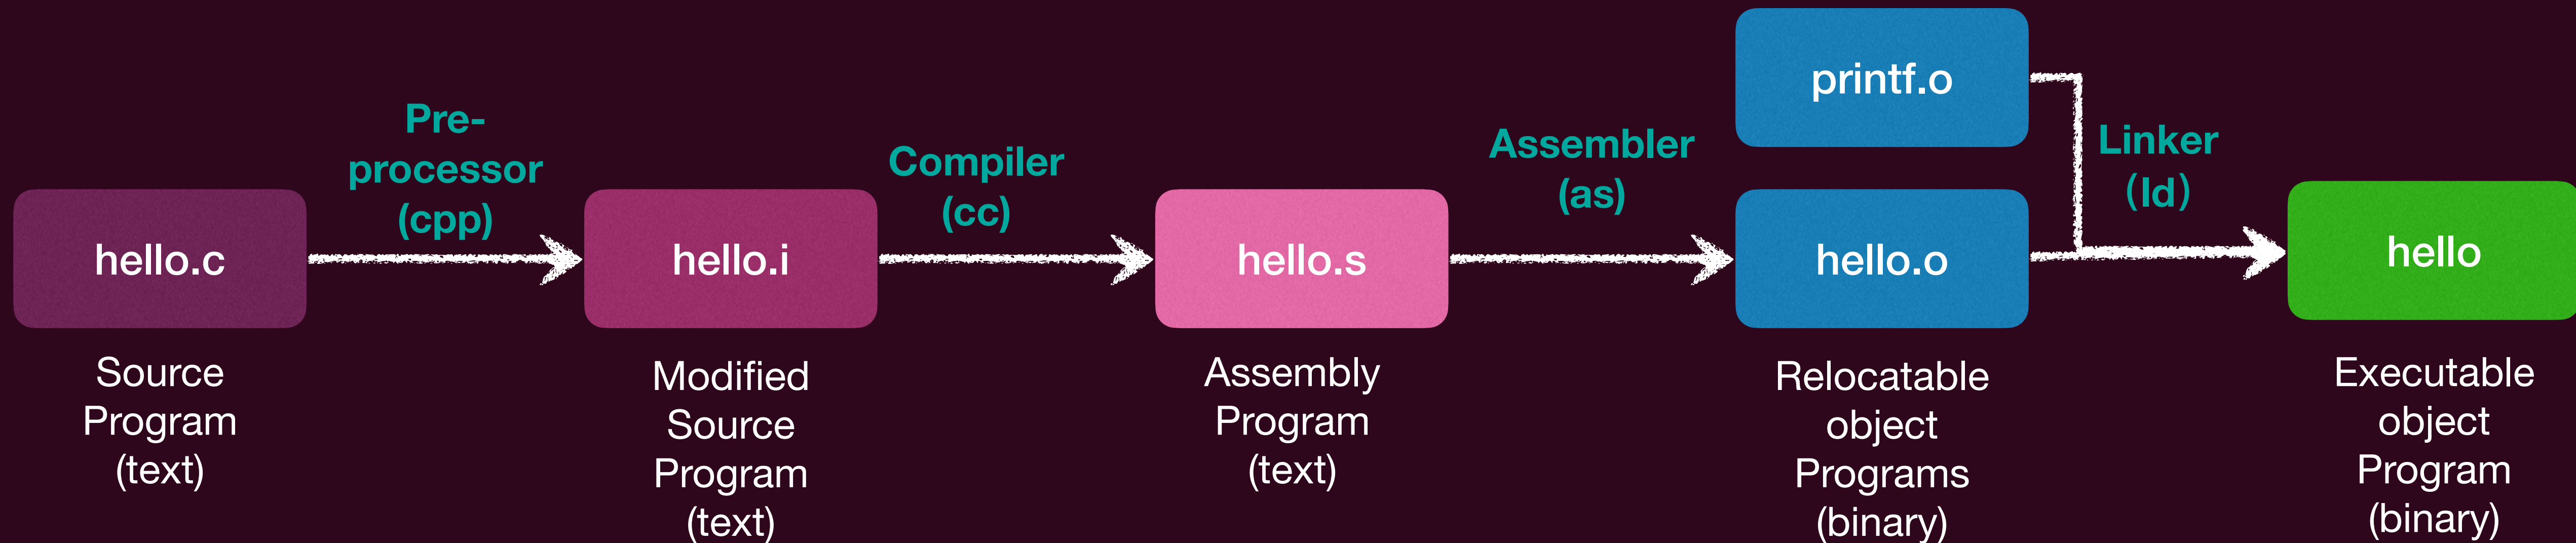 printf.o
Pre-
processor
(cpp)
Compiler
(cc)
Assembler
(as)
Linker
(ld)
hello.c
hello.i
hello.s
hello.o
hello
Source
Program
(text)
Modified
Source
Program
(text)
Assembly
Program
(text)
Relocatable
object
Programs
(binary)
Executable
object
Program
(binary)